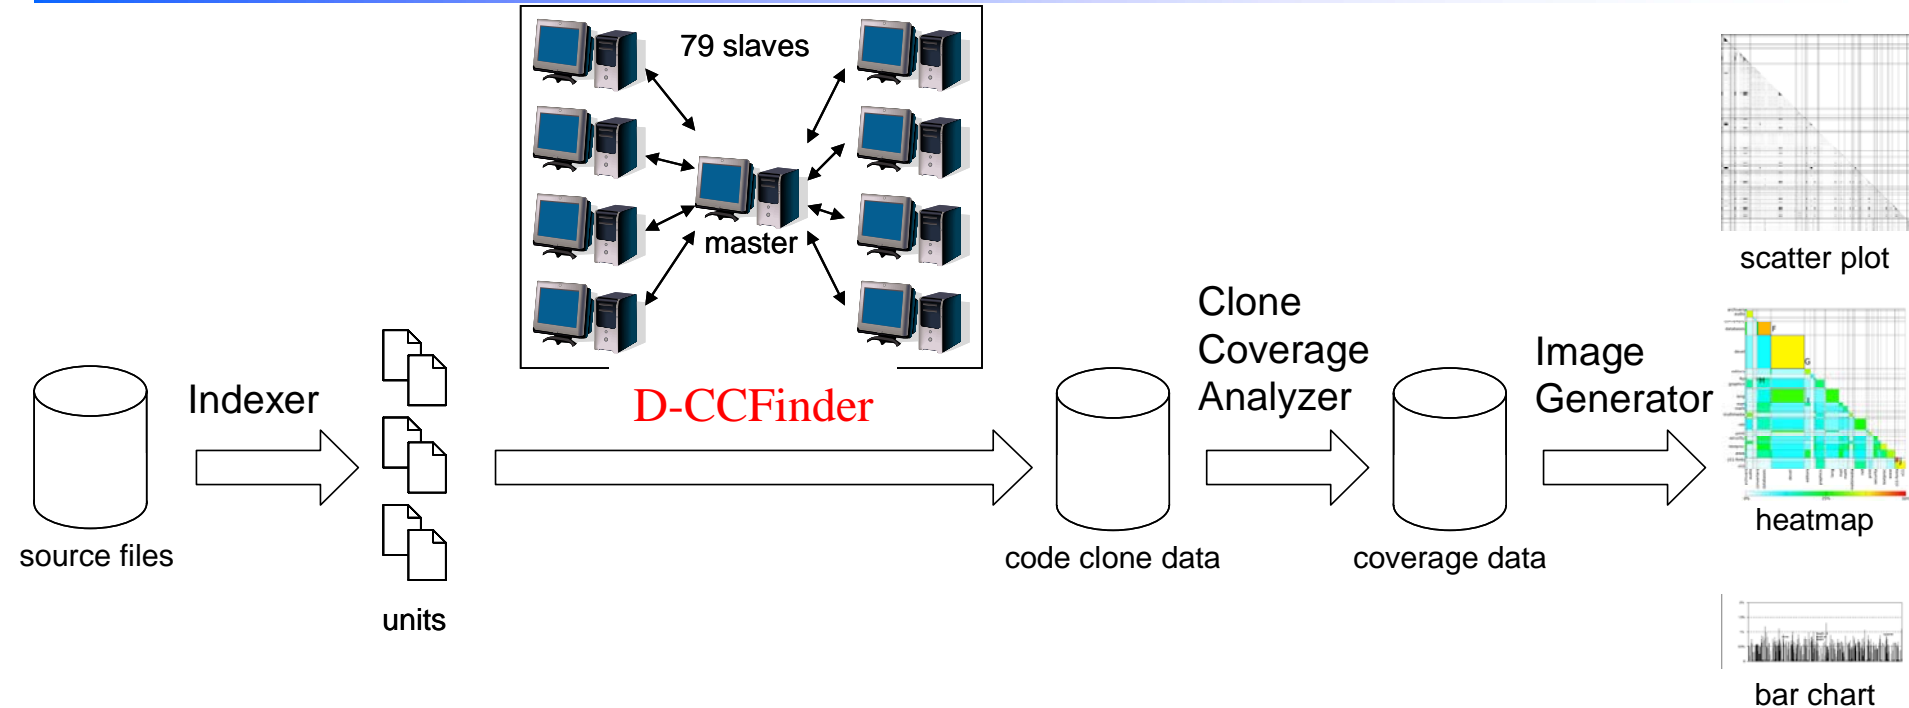 79 slaves
master
scatter plot
Clone
Coverage
Analyzer
Image
Generator
Indexer
D-CCFinder
F
G
H
source files
units
code clone data
coverage data
heatmap
bar chart